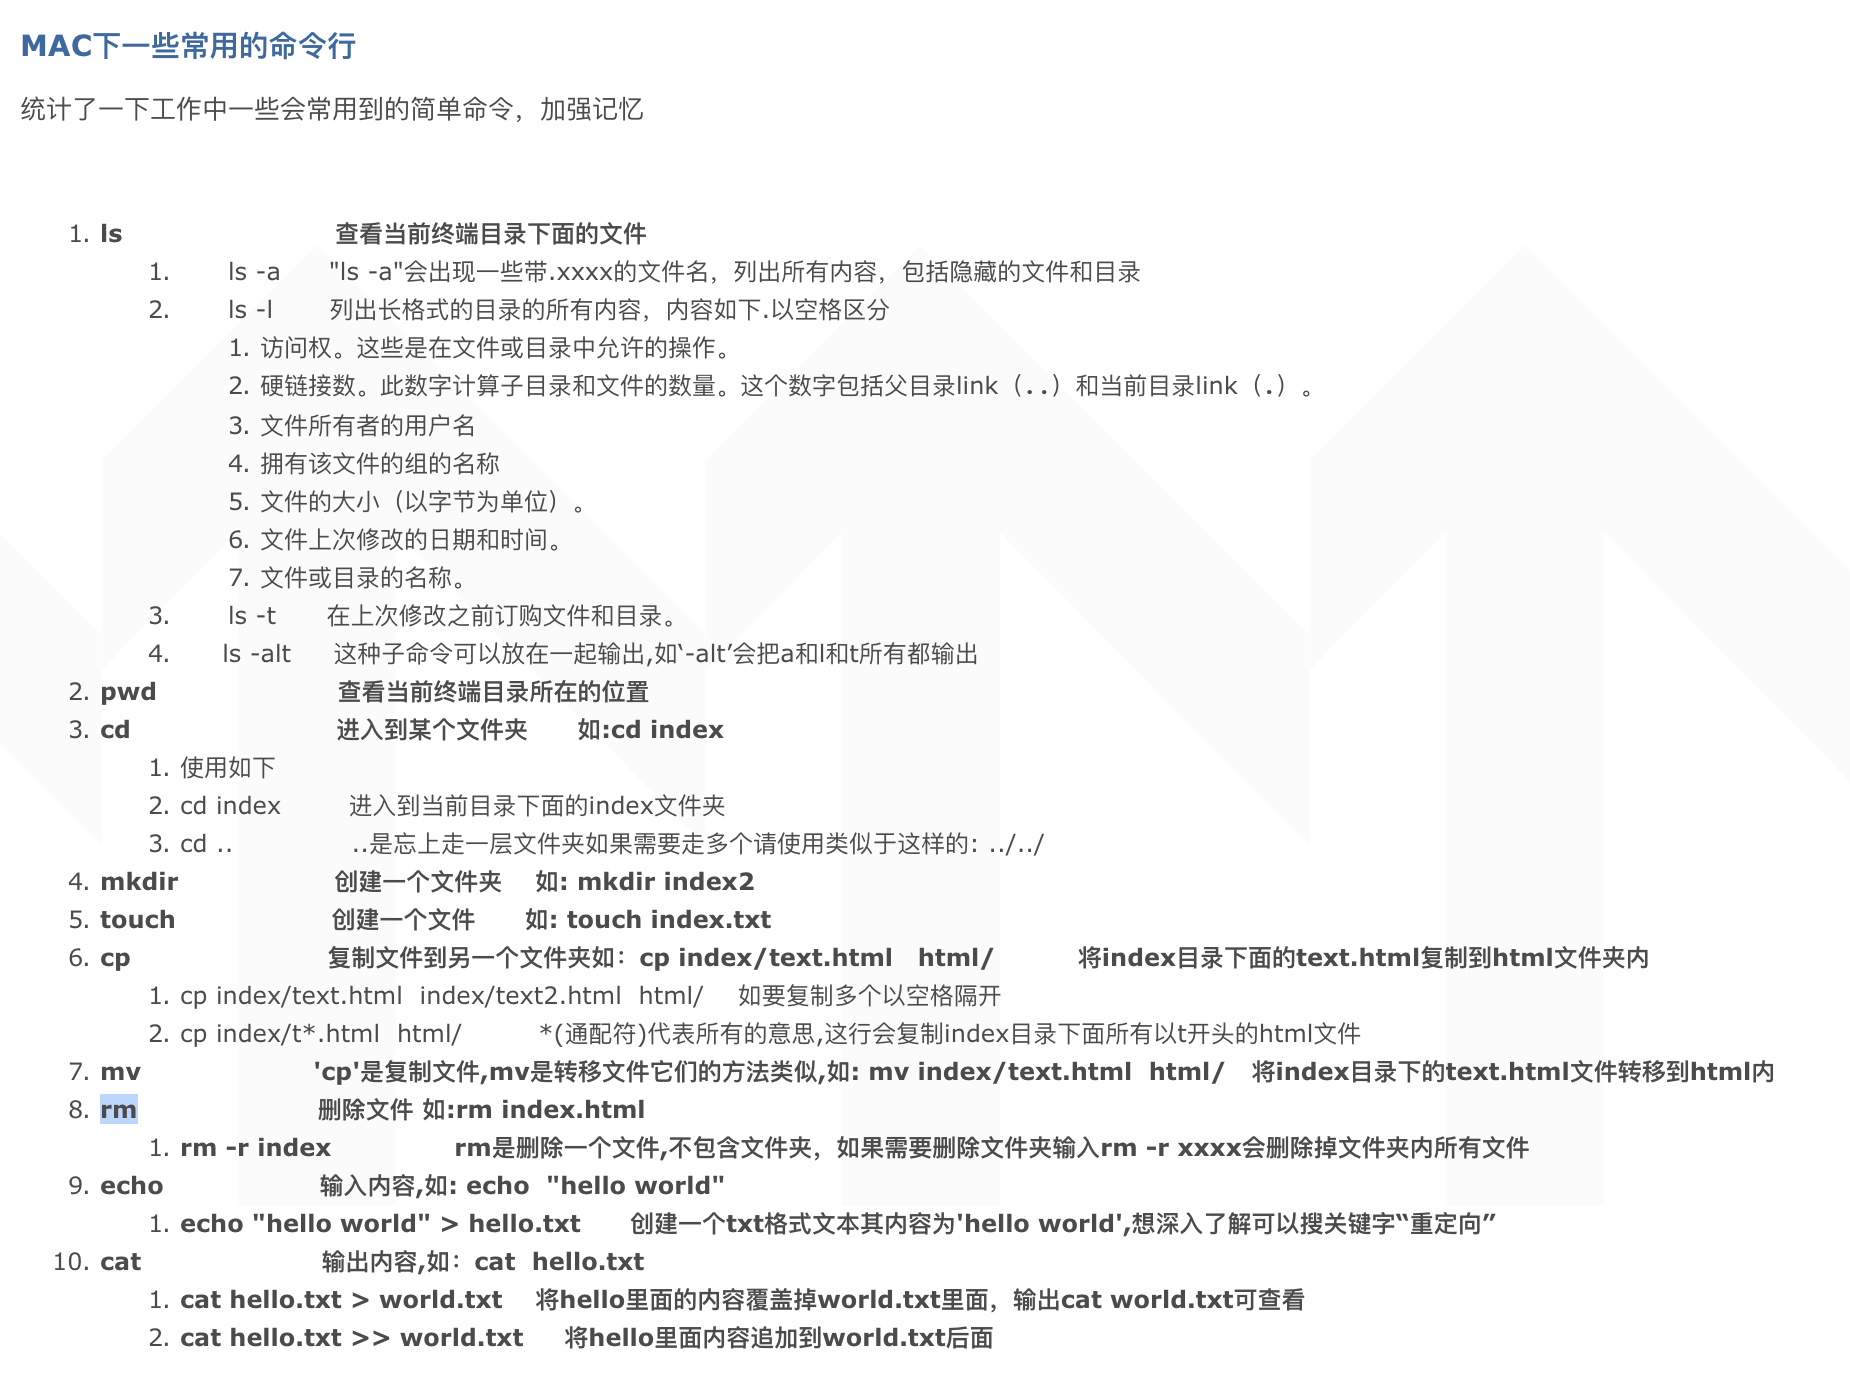 MAC下一些常用的命令行
统计了一下工作中一些会常用到的简单命令，加强记忆
1. ls 查看当前终端目录下面的文件
1. ls -a "ls -a"会出现一些带.xxxx的文件名，列出所有内容，包括隐藏的文件和目录
2. ls -l 列出长格式的目录的所有内容，内容如下.以空格区分
1. 访问权。这些是在文件或目录中允许的操作。
2. 硬链接数。此数字计算子目录和文件的数量。这个数字包括父目录link（..）和当前目录link（.）。
3. 文件所有者的用户名
4. 拥有该文件的组的名称
5. 文件的大小（以字节为单位）。
6. 文件上次修改的日期和时间。
7. 文件或目录的名称。
3. ls -t 在上次修改之前订购文件和目录。
4. ls -alt 这种子命令可以放在一起输出,如‘-alt’会把a和l和t所有都输出
2. pwd 查看当前终端目录所在的位置
3. cd 进入到某个文件夹 如:cd index
1. 使用如下
2. cd index 进入到当前目录下面的index文件夹
3. cd .. ..是忘上走一层文件夹如果需要走多个请使用类似于这样的: ../../
4. mkdir 创建一个文件夹 如: mkdir index2
5. touch 创建一个文件 如: touch index.txt
6. cp 复制文件到另一个文件夹如：cp index/text.html html/ 将index目录下面的text.html复制到html文件夹内
1. cp index/text.html index/text2.html html/ 如要复制多个以空格隔开
2. cp index/t*.html html/ *(通配符)代表所有的意思,这行会复制index目录下面所有以t开头的html文件
7. mv 'cp'是复制文件,mv是转移文件它们的方法类似,如: mv index/text.html html/ 将index目录下的text.html文件转移到html内
8. rm 删除文件 如:rm index.html
1. rm -r index rm是删除一个文件,不包含文件夹，如果需要删除文件夹输入rm -r xxxx会删除掉文件夹内所有文件
9. echo 输入内容,如: echo "hello world"
1. echo "hello world" > hello.txt 创建一个txt格式文本其内容为'hello world',想深入了解可以搜关键字“重定向”
10. cat 输出内容,如：cat hello.txt
1. cat hello.txt > world.txt 将hello里面的内容覆盖掉world.txt里面，输出cat world.txt可查看
2. cat hello.txt >> world.txt 将hello里面内容追加到world.txt后面